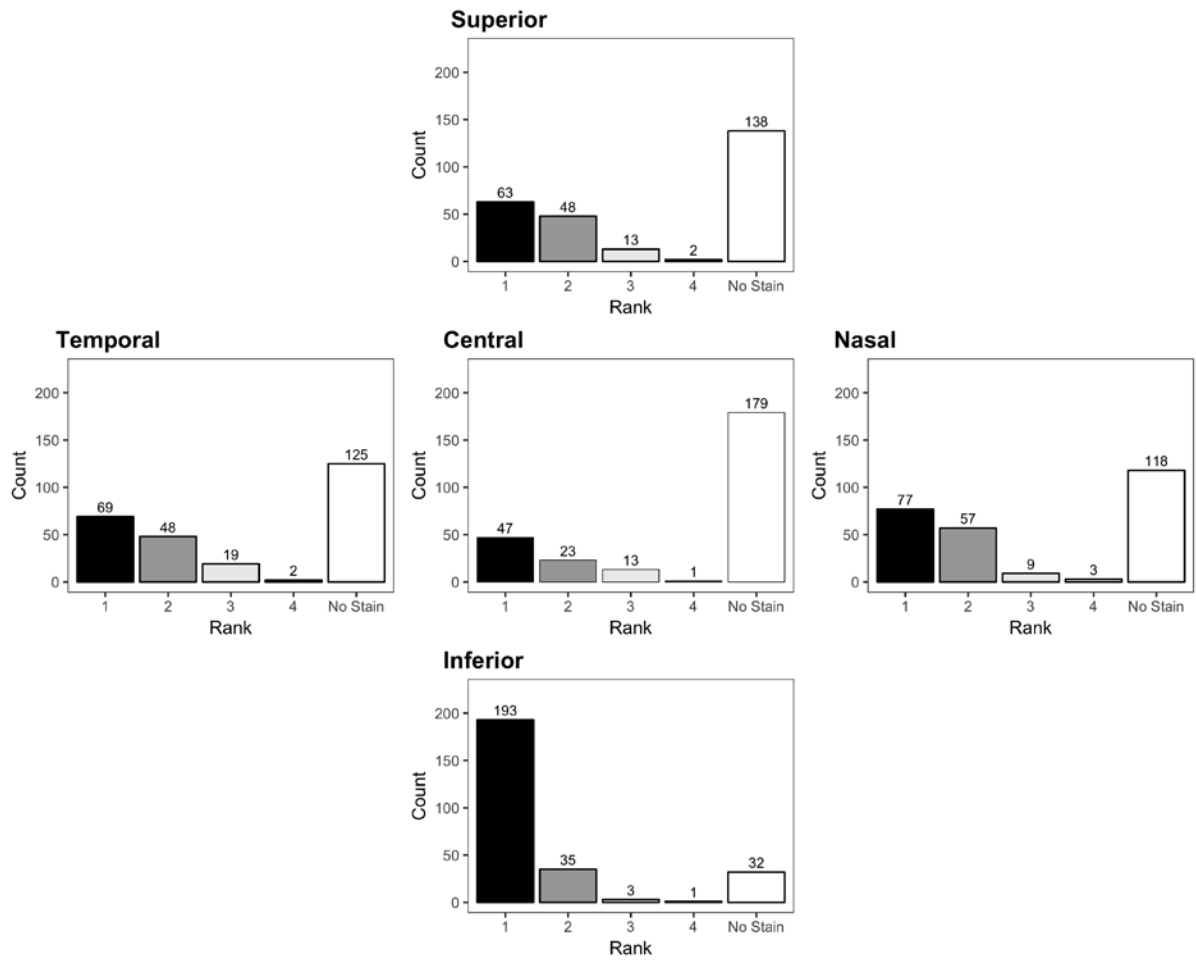 Superior
200
150
100
50
0
Count
63
48
13
2
138
1 2 3 4 No Stain
Rank
Temporal
200
150
100
50
0
Count
69
48
19
2
125
1 2 3 4 No Stain
Rank
Central
200
150
100
50
0
Count
47
23
13
1
179
1 2 3 4 No Stain
Rank
Nasal
200
150
100
50
0
Count
77
57
9
3
118
1 2 3 4 No Stain
Rank
Inferior
200
150
100
50
0
Count
193
35
3
1
32
1 2 3 4 No Stain
Rank